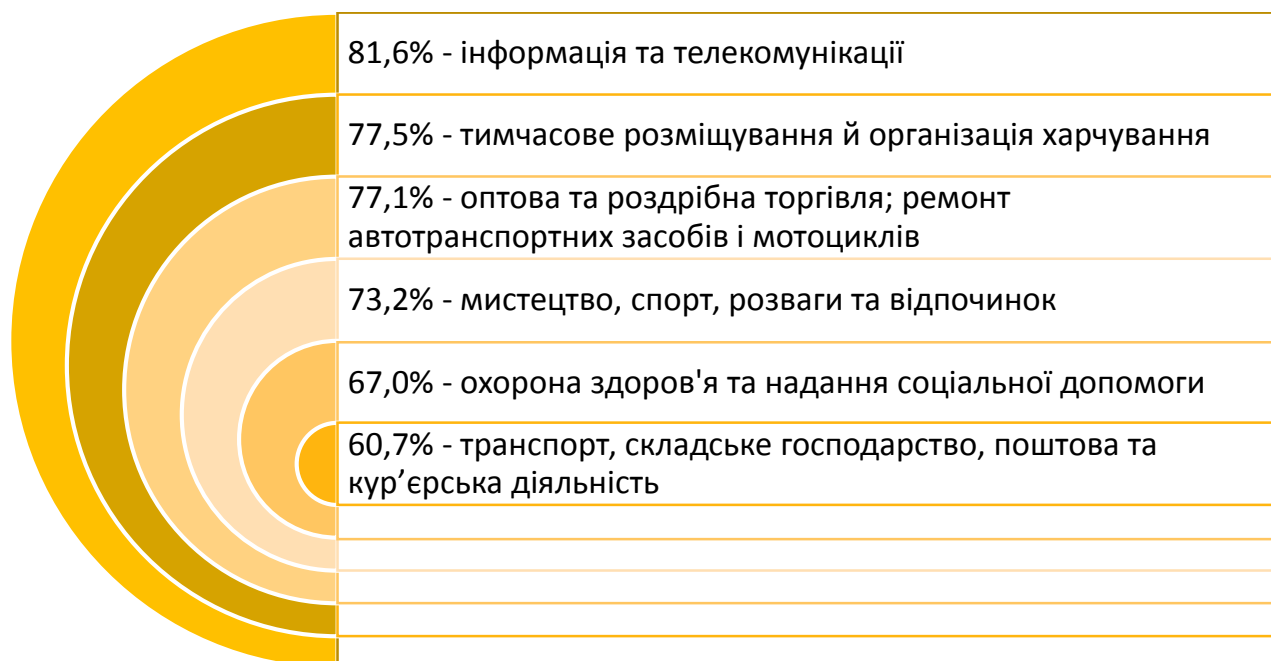 81,6% - інформація та телекомунікації
77,5% - тимчасове розміщування й організація харчування
77,1% - оптова та роздрібна торгівля; ремонт
автотранспортних засобів і мотоциклів
73,2% - мистецтво, спорт, розваги та відпочинок
67,0% - охорона здоров'я та надання соціальної допомоги
60,7% - транспорт, складське господарство, поштова та
кур’єрська діяльність